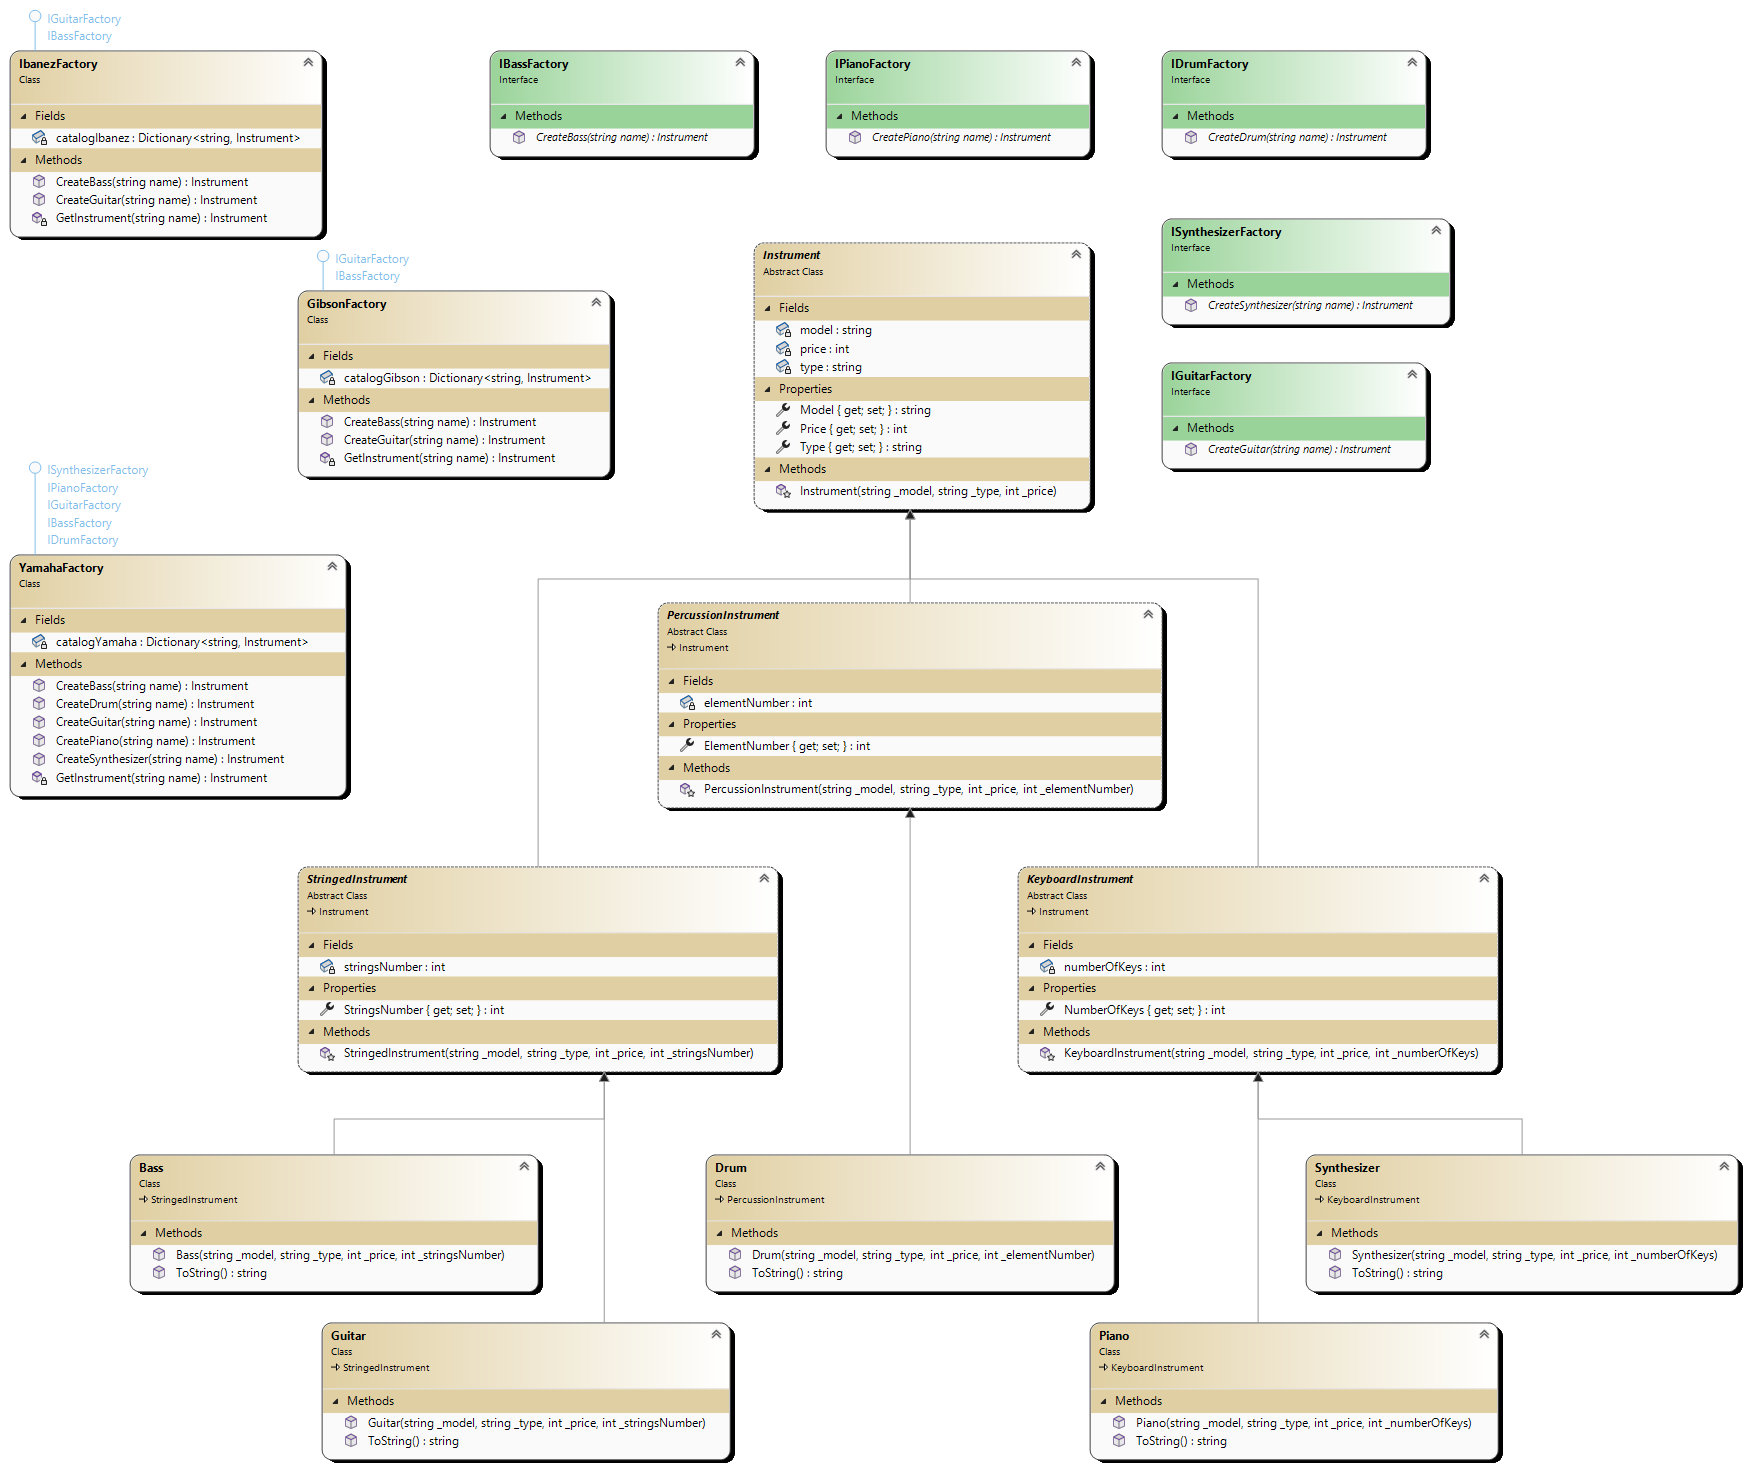 IGuitarFactory
IBassFactory
IbanezFactory
Class
Fields
catalogIbanez : Dictionary<string, Instrument>
Methods
CreateBass(string name) : Instrument
CreateGuitar(string name) : Instrument
GetInstrument(string name) : Instrument
IBassFactory
Interface
Methods
CreateBass(string name) : Instrument
IPianoFactory
Interface
Methods
CreatePiano(string name) : Instrument
IDrumFactory
Interface
Methods
CreateDrum(string name) : Instrument
ISynthesizerFactory
Interface
Methods
CreateSynthesizer(string name) : Instrument
IGuitarFactory
Interface
Methods
CreateGuitar(string name) : Instrument
IGuitarFactory
IBassFactory
GibsonFactory
Class
Fields
catalogGibson : Dictionary<string, Instrument>
Methods
CreateBass(string name) : Instrument
CreateGuitar(string name) : Instrument
GetInstrument(string name) : Instrument
Instrument
Abstract Class
Fields
model : string
price : int
type : string
Properties
Model { get; set; } : string
Price { get; set; } : int
Type { get; set; } : string
Methods
Instrument(string _model, string _type, int _price)
ISynthesizerFactory
IPianoFactory
IGuitarFactory
IBassFactory
IDrumFactory
YamahaFactory
Class
Fields
catalogYamaha : Dictionary<string, Instrument>
Methods
CreateBass(string name) : Instrument
CreateDrum(string name) : Instrument
CreateGuitar(string name) : Instrument
CreatePiano(string name) : Instrument
CreateSynthesizer(string name) : Instrument
GetInstrument(string name) : Instrument
PercussionInstrument
Abstract Class
Instrument
Fields
elementNumber : int
Properties
ElementNumber { get; set; } : int
Methods
PercussionInstrument(string _model, string _type, int _price, int _elementNumber)
StringedInstrument
Abstract Class
Instrument
Fields
stringsNumber : int
Properties
StringsNumber { get; set; } : int
Methods
StringedInstrument(string _model, string _type, int _price, int _stringsNumber)
KeyboardInstrument
Abstract Class
Instrument
Fields
numberOfKeys : int
Properties
NumberOfKeys { get; set; } : int
Methods
KeyboardInstrument(string _model, string _type, int _price, int _numberOfKeys)
Bass
Class
StringedInstrument
Methods
Bass(string _model, string _type, int _price, int _stringsNumber)
ToString() : string
Drum
Class
PercussionInstrument
Methods
Drum(string _model, string _type, int _price, int _elementNumber)
ToString() : string
Synthesizer
Class
KeyboardInstrument
Methods
Synthesizer(string _model, string _type, int _price, int _numberOfKeys)
ToString() : string
Guitar
Class
StringedInstrument
Methods
Guitar(string _model, string _type, int _price, int _stringsNumber)
ToString() : string
Piano
Class
KeyboardInstrument
Methods
Piano(string _model, string _type, int _price, int _numberOfKeys)
ToString() : string